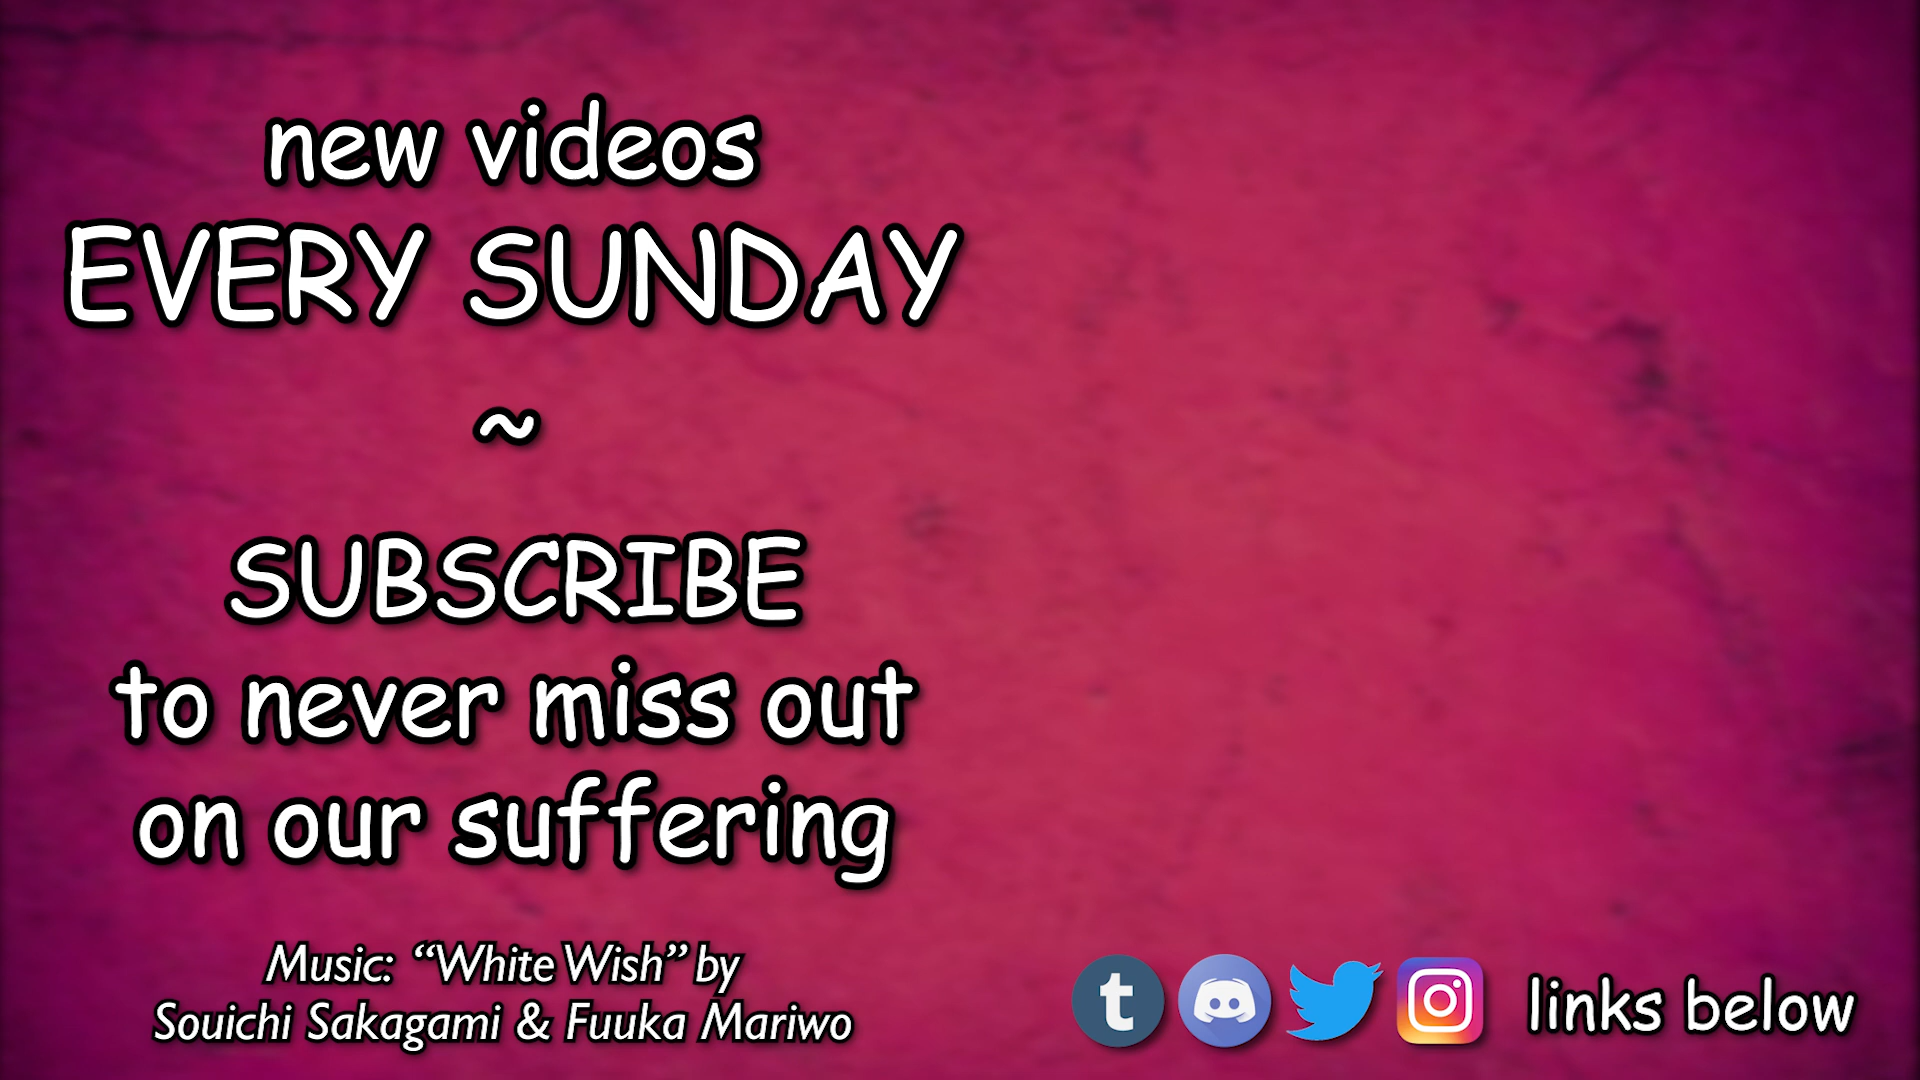 new videos
EVERY SUNDAY
~
SUBSCRIBE
to never miss out
on our suffering
Music: “White Wish” by
Souichi Sakagami & Fuuka Mariwo
links below